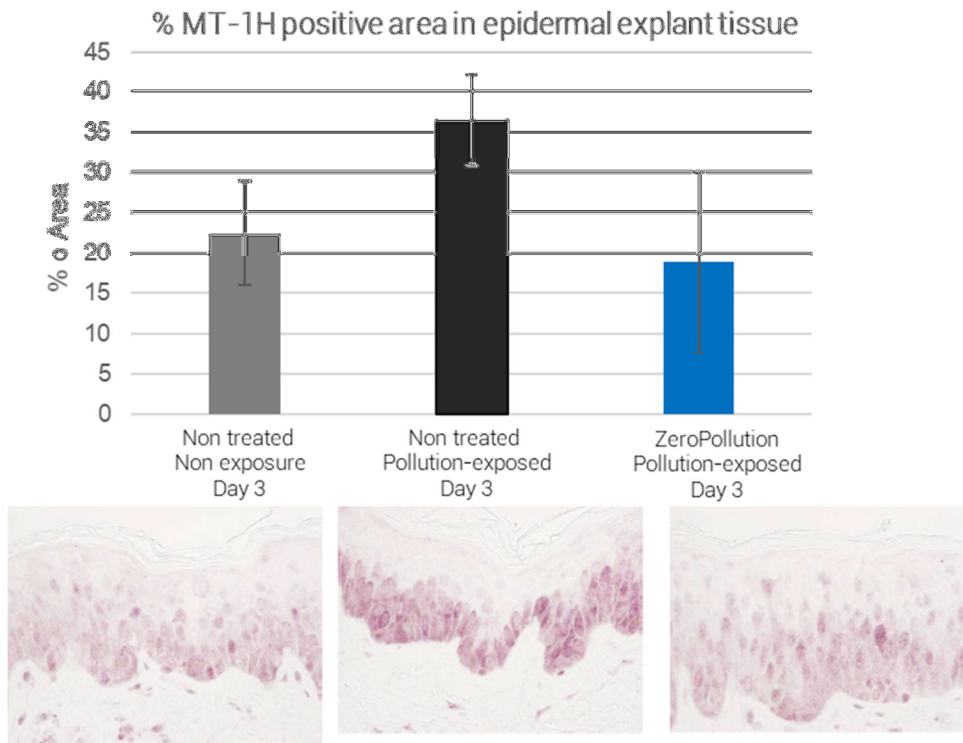 % MT-1H positive area in epidermal explant tissue
% o Area
45
40
35
30
25
20
15
10
5
0
Non treated
Non exposure
Day 3
Non treated
Pollution-exposed
Day 3
ZeroPollution
Pollution-exposed
Day 3